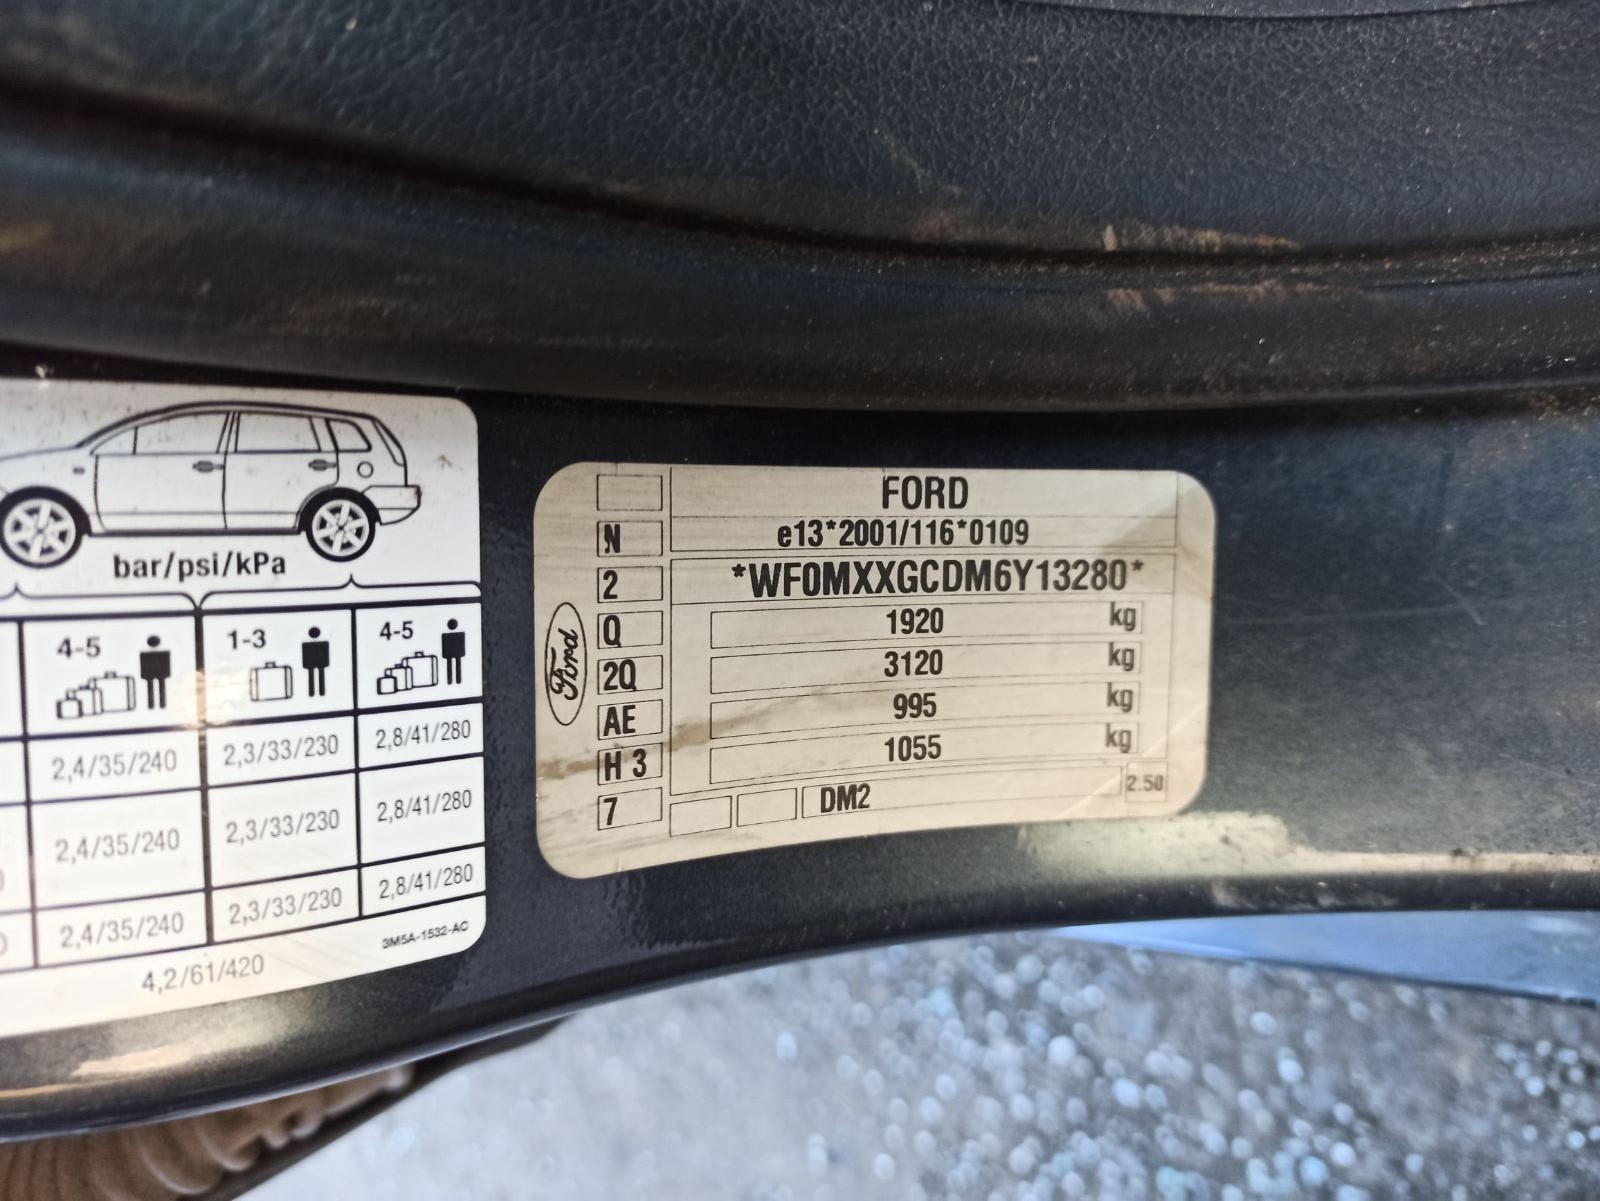 bar/psi/kPa
4-5 1-3 4-5
2,4/35/240 2,3/33/230 2,8/41/280
2,4/35/240 2,3/33/230 2,8/41/280
0 2,4/35/240 2,3/33/230 2,8/41/280
3M5A-1532-AC
4,2/61/420
Ford
FORD
N e13*2001/116*0109
2 *WF0MXXGCDM6Y13280*
Q 1920 kg
2Q 3120 kg
AE 995 kg
H 3 1055 kg
7 DM2 2.50